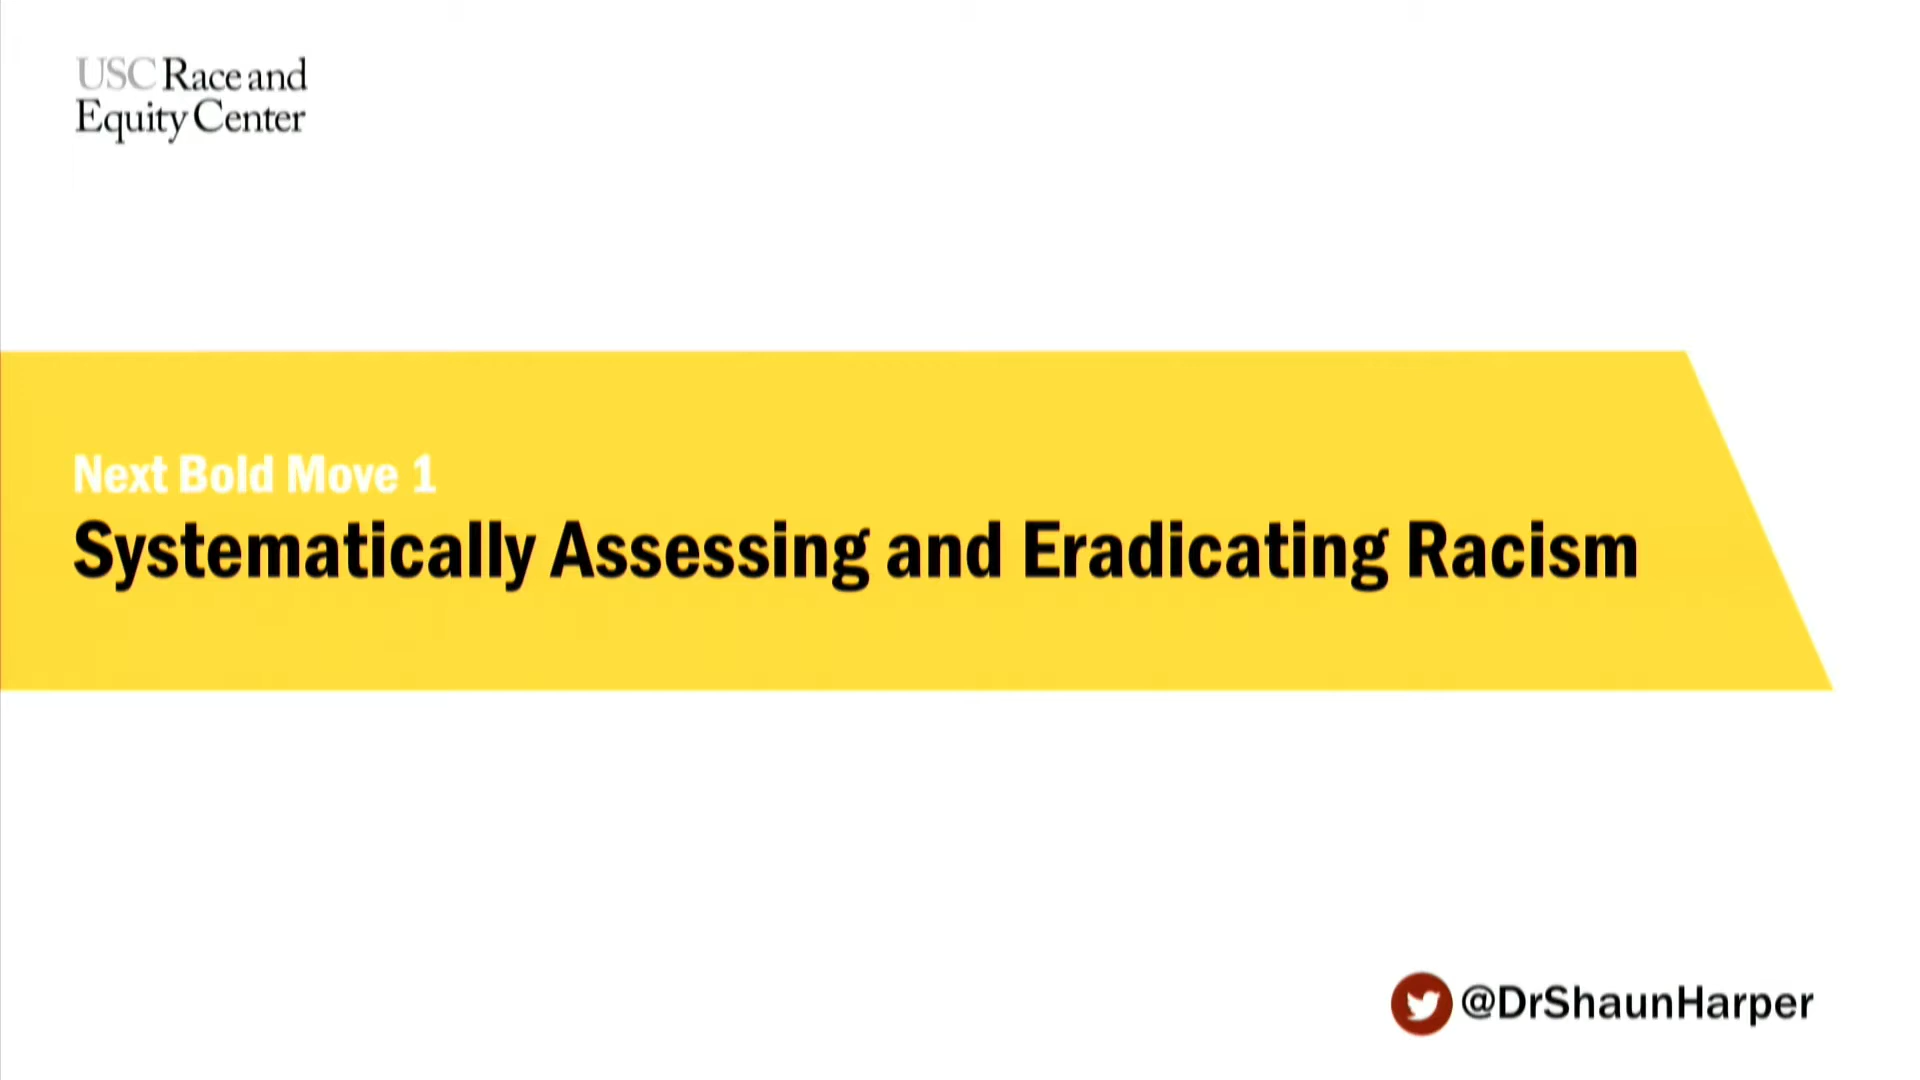 USC Race and
Equity Center
Next Bold Move 1
Systematically Assessing and Eradicating Racism
@DrShaunHarper